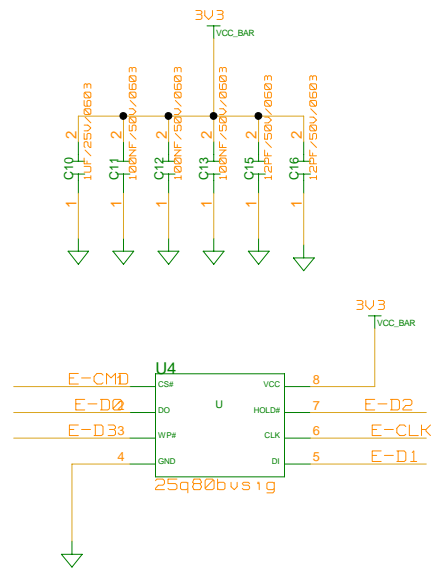 3V3
VCC_BAR
C10 1UF/25V/0603 2 1
C11 100NF/50V/0603 2 1
C12 100NF/50V/0603 2 1
C13 100NF/50V/0603 2 1
C15 12PF/50V/0603 2 1
C16 12PF/50V/0603 2 1
3V3
VCC_BAR
U4
E-CMD 1 CS# VCC 8
E-D0 2 DO U HOLD# 7 E-D2
E-D3 3 WP# CLK 6 E-CLK
4 GND DI 5 E-D1
25q80bvsig